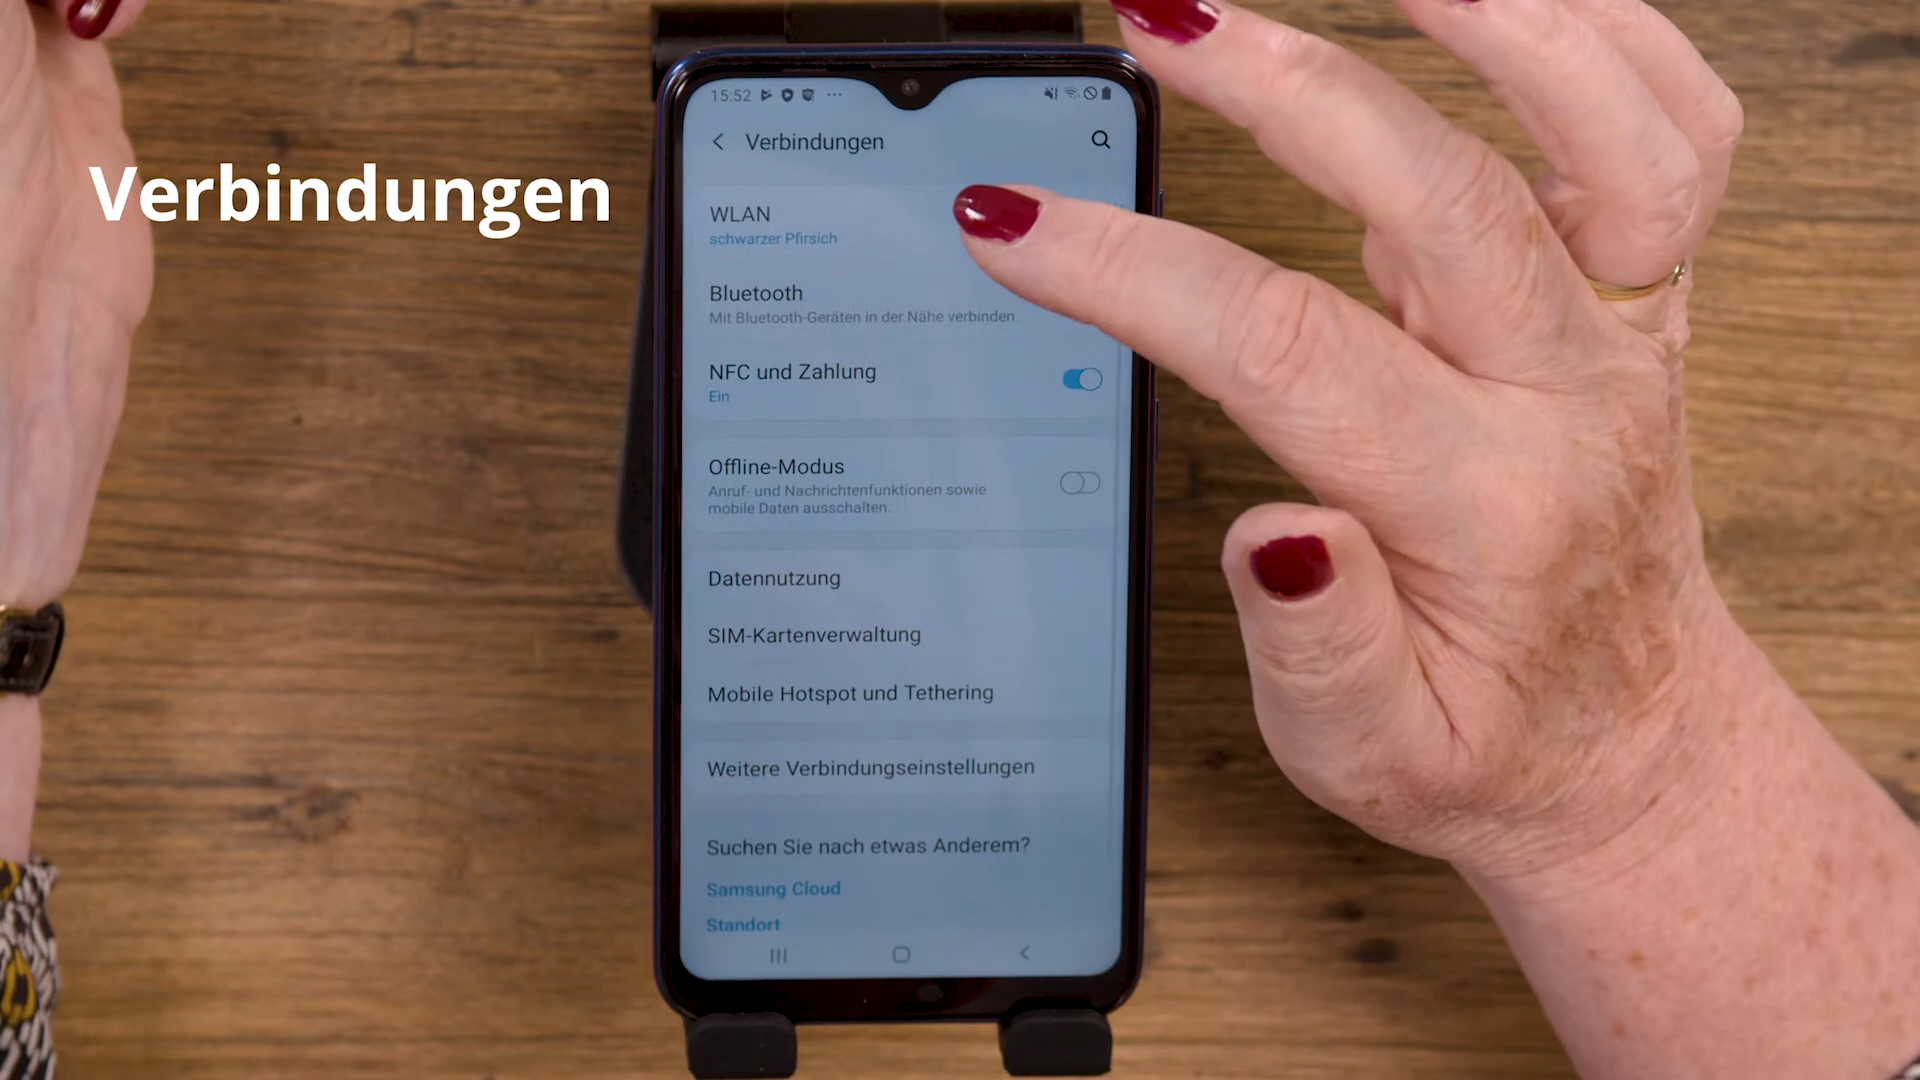 Verbindungen
15:52
Verbindungen
WLAN
schwarzer Pfirsich
Bluetooth
Mit Bluetooth-Geräten in der Nähe verbinden.
NFC und Zahlung
Ein
Offline-Modus
Anruf- und Nachrichtenfunktionen sowie
mobile Daten ausschalten.
Datennutzung
SIM-Kartenverwaltung
Mobile Hotspot und Tethering
Weitere Verbindungseinstellungen
Suchen Sie nach etwas Anderem?
Samsung Cloud
Standort